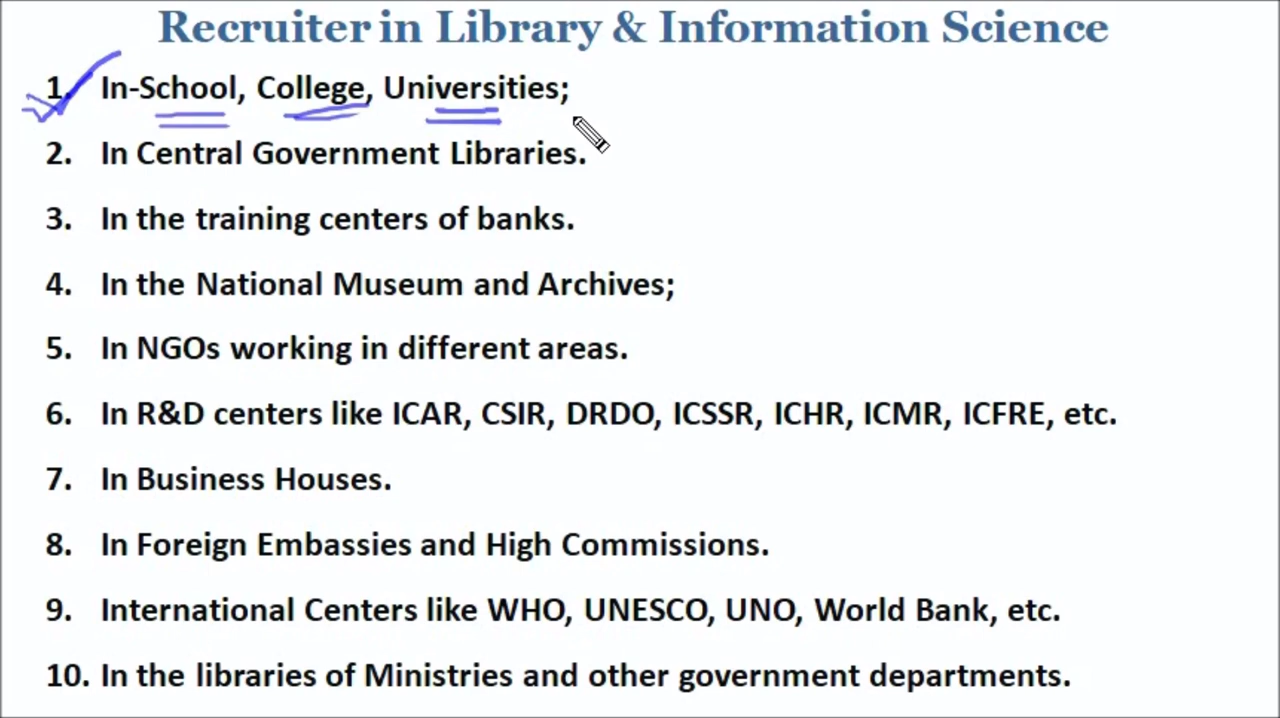 Recruiter in Library & Information Science
1. In-School, College, Universities;
2. In Central Government Libraries.
3. In the training centers of banks.
4. In the National Museum and Archives;
5. In NGOs working in different areas.
6. In R&D centers like ICAR, CSIR, DRDO, ICSSR, ICHR, ICMR, ICFRE, etc.
7. In Business Houses.
8. In Foreign Embassies and High Commissions.
9. International Centers like WHO, UNESCO, UNO, World Bank, etc.
10. In the libraries of Ministries and other government departments.